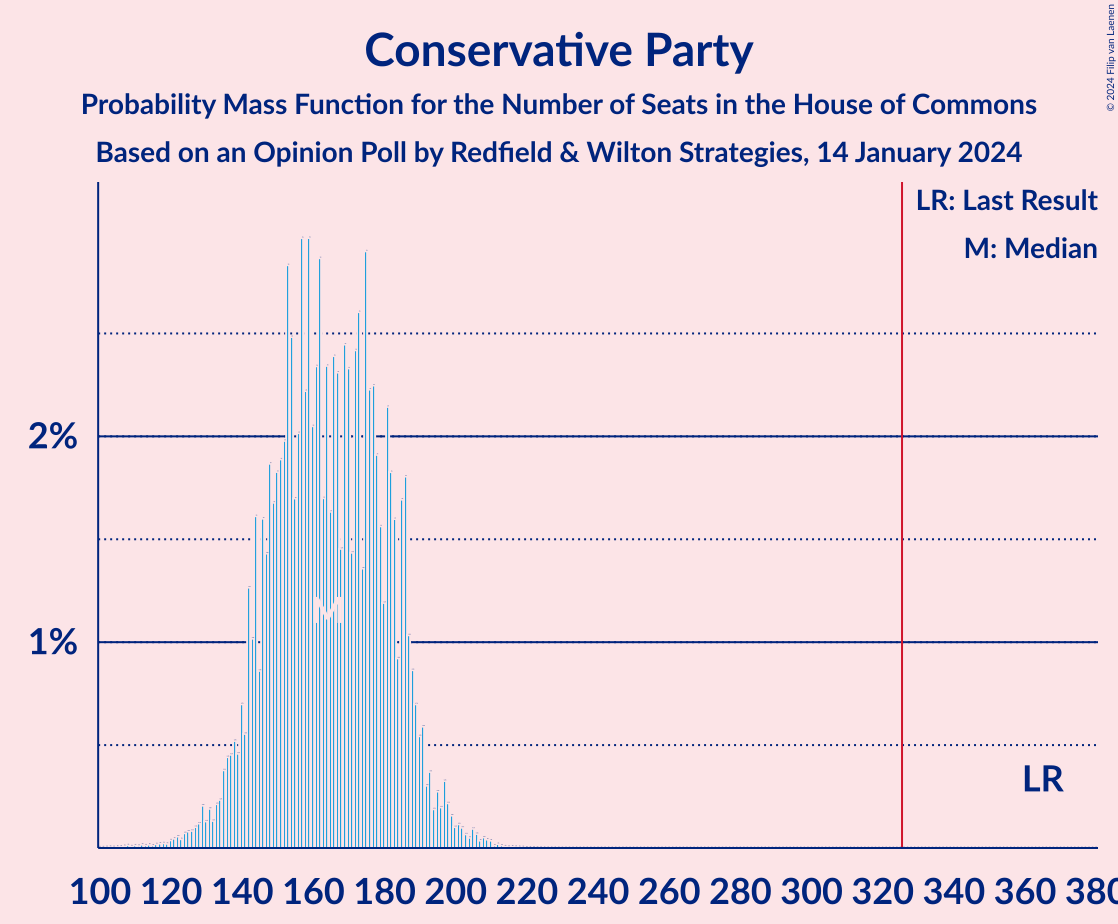 Conservative Party
Probability Mass Function for the Number of Seats in the House of Commons
Based on an Opinion Poll by Redfield & Wilton Strategies, 14 January 2024
© 2024 Filip van Laenen
LR: Last Result
M: Median
2%
1%
M
LR
100 120 140 160 180 200 220 240 260 280 300 320 340 360 380